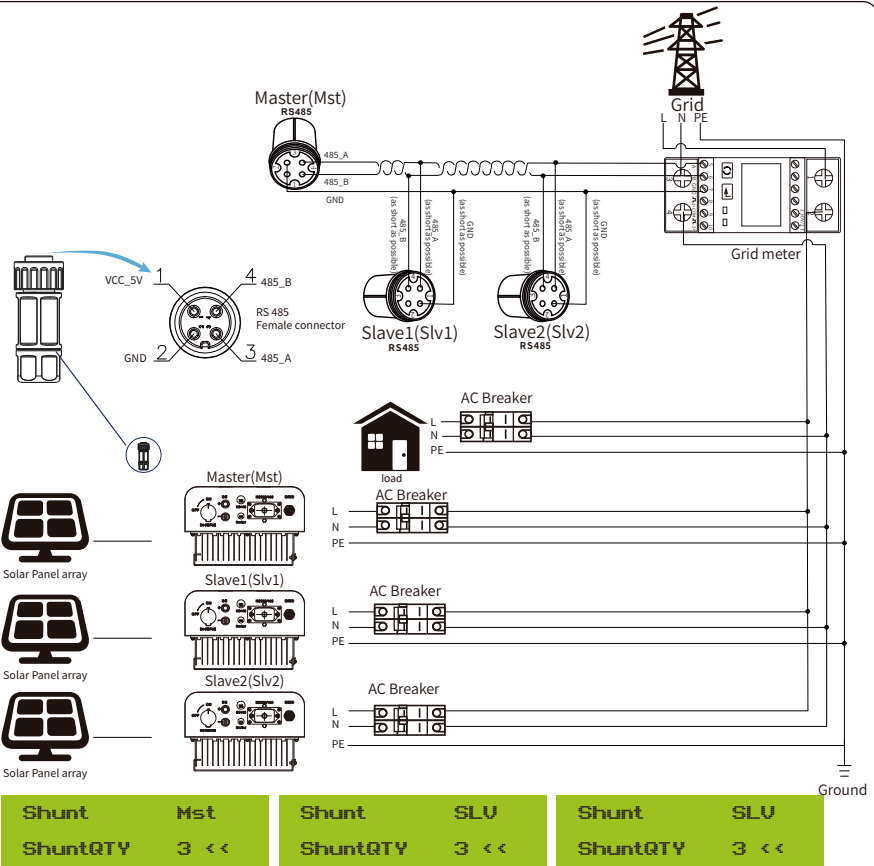 Grid
L N PE
Master(Mst)
RS485
485_A
485_B
GND
485_B
(as short as possible)
485_A
(as short as possible)
GND
(as short as possible)
485_B
(as short as possible)
485_A
(as short as possible)
GND
(as short as possible)
Grid meter
VCC_5V 1
4 485_B
RS 485
Female connector
GND 2
3 485_A
Slave1(Slv1)
RS485
Slave2(Slv2)
RS485
AC Breaker
L
N
PE
load
Master(Mst)
AC Breaker
L
N
PE
Solar Panel array
Slave1(Slv1)
AC Breaker
L
N
PE
Solar Panel array
Slave2(Slv2)
AC Breaker
L
N
PE
Solar Panel array
Ground
Shunt Mst
ShuntQTY 3 <<
Shunt SLV
ShuntQTY 3 <<
Shunt SLV
ShuntQTY 3 <<